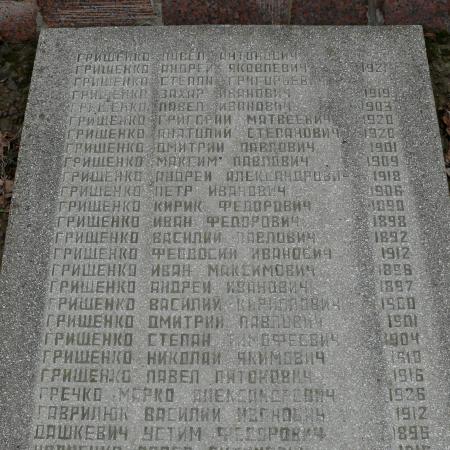 ГРИЩЕНКО ПАВЕЛ АНТОНОВИЧ
ГРИЩЕНКО АНДРЕЙ ЯКОВЛЕВИЧ 1921
ГРИЩЕНКО СТЕПАН ГРИГОРЬЕВИЧ
ГРИЩЕНКО ЗАХАР ИВАНОВИЧ 1919
ГРИЩЕНКО ПАВЕЛ ИВАНОВИЧ 1903
ГРИЩЕНКО ГРИГОРИЙ МАТВЕЕВИЧ 1920
ГРИЩЕНКО АНАТОЛИЙ СТЕПАНОВИЧ 1920
ГРИЩЕНКО ДМИТРИЙ ПАВЛОВИЧ 1901
ГРИЩЕНКО МАКСИМ ПАВЛОВИЧ 1909
ГРИЩЕНКО АНДРЕЙ АЛЕКСАНДРОВИЧ 1918
ГРИЩЕНКО ПЕТР ИВАНОВИЧ 1906
ГРИЩЕНКО КИРИК ФЕДОРОВИЧ
ГРИЩЕНКО ИВАН ФЕДОРОВИЧ 1898
ГРИЩЕНКО ВАСИЛИЙ ПАВЛОВИЧ 1892
ГРИЩЕНКО ФЕОДОСИЙ ИВАНОВИЧ 1912
ГРИЩЕНКО ИВАН МАКСИМОВИЧ 1896
ГРИЩЕНКО АНДРЕЙ ИВАНОВИЧ 1897
ГРИЩЕНКО ВАСИЛИЙ 1900
ГРИЩЕНКО ДМИТРИЙ ПАВЛОВИЧ 1901
ГРИЩЕНКО СТЕПАН ТИМОФЕЕВИЧ 1904
ГРИЩЕНКО НИКОЛАЙ ЯКИМОВИЧ 1910
ГРИЩЕНКО ПАВЕЛ АНТОНОВИЧ 1916
ГРЕЧКО МАРКО АЛЕКСАНДРОВИЧ 1926
ГАВРИЛЮК ВАСИЛИЙ ИВАНОВИЧ 1912
ДАШКЕВИЧ УСТИМ ФЕДОРОВИЧ 1896